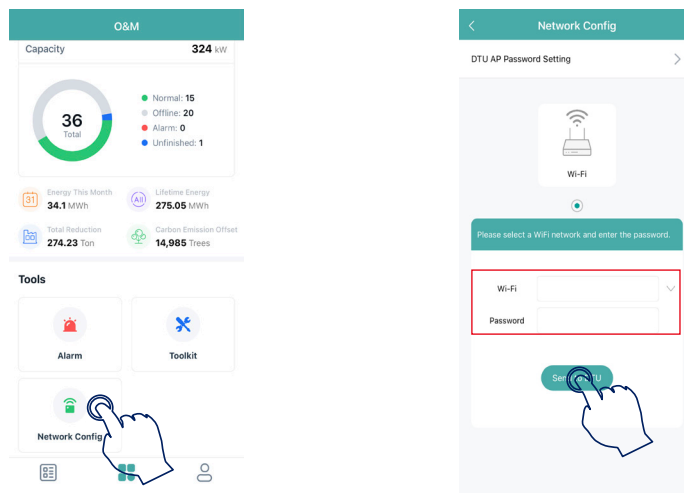 O&M
Capacity 324 kW
36
Total
Normal: 15
Offline: 20
Alarm: 0
Unfinished: 1
31
Energy This Month
34.1 MWh
All
Lifetime Energy
275.05 MWh
Total Reduction
274.23 Ton
Carbon Emission Offset
14,985 Trees
Tools
Alarm
Toolkit
Network Config
Network Config
DTU AP Password Setting
Wi-Fi
Please select a WiFi network and enter the password.
Wi-Fi
Password
Send to DTU